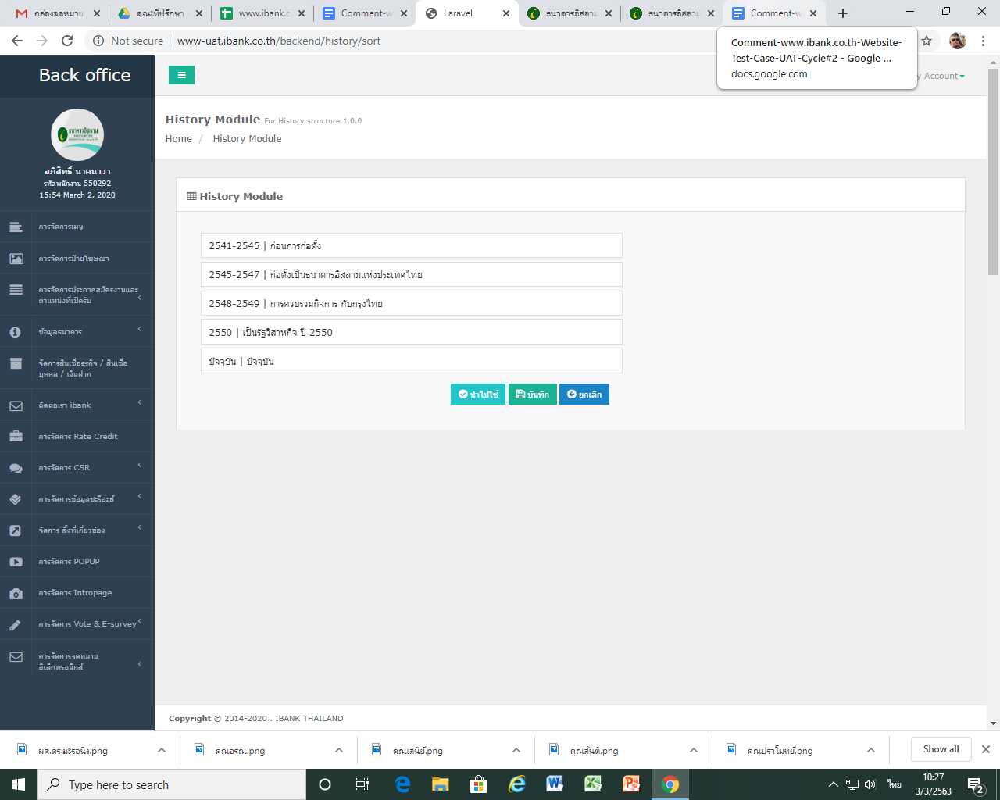 กล่องจดหมาย
คณะที่ปรึกษา
www.ibank.c
Comment-w
Laravel
ธนาคารอิสลาม
ธนาคารอิสลาม
Comment-w
Not secure
www-uat.ibank.co.th/backend/history/sort
Comment-www.ibank.co.th-Website-
Test-Case-UAT-Cycle#2 - Google ...
docs.google.com
Back office
y Account
ธนาคารอิสลาม
อภิสิทธิ์ นาคนาวา
รหัสพนักงาน 550292
15:54 March 2, 2020
การจัดการเมนู
การจัดการป้ายโฆษณา
การจัดการประกาศสมัครงานและ
ตำแหน่งที่เปิดรับ
ข้อมูลธนาคาร
จัดการสินเชื่อธุรกิจ / สินเชื่อ
บุคคล / เงินฝาก
ติดต่อเรา ibank
การจัดการ Rate Credit
การจัดการ CSR
การจัดการข้อมูลชะรีอะฮ์
จัดการ ลิ้งที่เกี่ยวข้อง
การจัดการ POPUP
การจัดการ Intropage
การจัดการ Vote & E-survey
การจัดการจดหมาย
อิเล็กทรอนิกส์
History Module For History structure 1.0.0
Home / History Module
History Module
2541-2545 | ก่อนการก่อตั้ง
2545-2547 | ก่อตั้งเป็นธนาคารอิสลามแห่งประเทศไทย
2548-2549 | การควบรวมกิจการ กับกรุงไทย
2550 | เป็นรัฐวิสาหกิจ ปี 2550
ปัจจุบัน | ปัจจุบัน
นำไปใช้
บันทึก
ยกเลิก
Copyright © 2014-2020 . IBANK THAILAND
ผศ.ดร.มะรอนิง.png
คุณอรุณ.png
คุณเสนีย์.png
คุณสันติ.png
คุณปราโมทย์.png
Show all
Type here to search
ไทย
10:27
3/3/2563
2